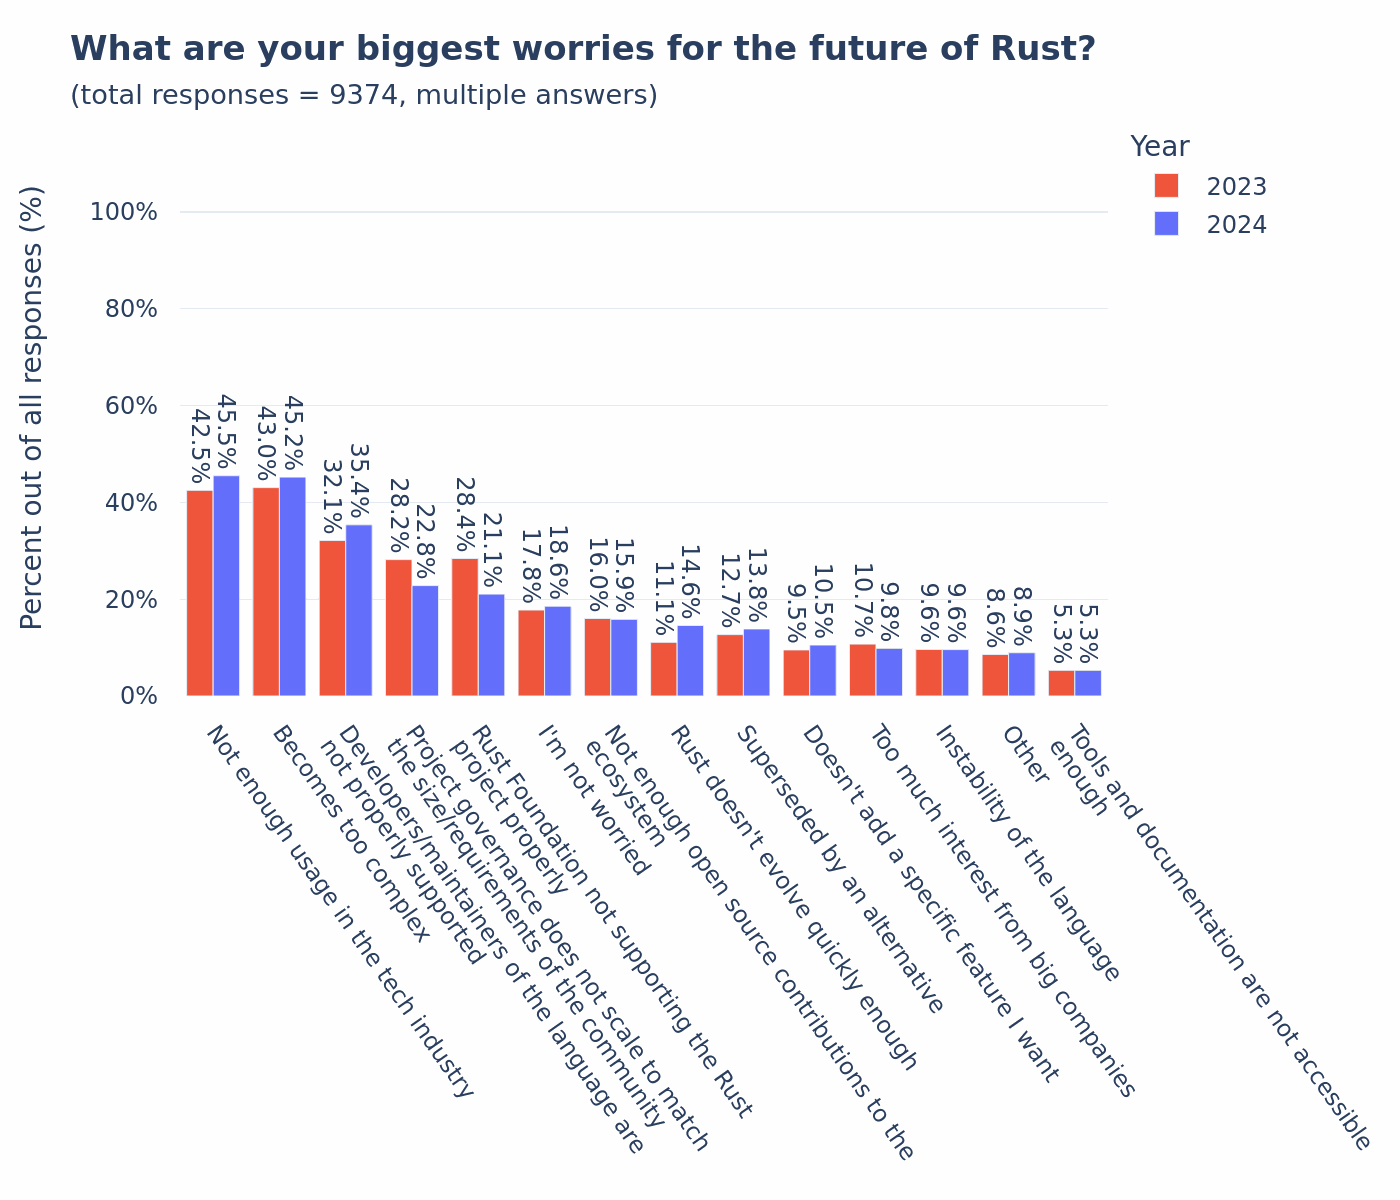 What are your biggest worries for the future of Rust?
(total responses = 9374, multiple answers)
Year
2023
2024
Percent out of all responses (%)
100%
80%
60%
40%
20%
0%
42.5%
45.5%
43.0%
45.2%
32.1%
35.4%
28.2%
22.8%
28.4%
21.1%
17.8%
18.6%
16.0%
15.9%
11.1%
14.6%
12.7%
13.8%
9.5%
10.5%
10.7%
9.8%
9.6%
9.6%
8.6%
8.9%
5.3%
5.3%
Not enough usage in the tech industry
Becomes too complex
Developers/maintainers of the language are
not properly supported
Project governance does not scale to match
the size/requirements of the community
Rust Foundation not supporting the Rust
project properly
I'm not worried
Not enough open source contributions to the
ecosystem
Rust doesn't evolve quickly enough
Superseded by an alternative
Doesn't add a specific feature I want
Too much interest from big companies
Instability of the language
Other
Tools and documentation are not accessible
enough